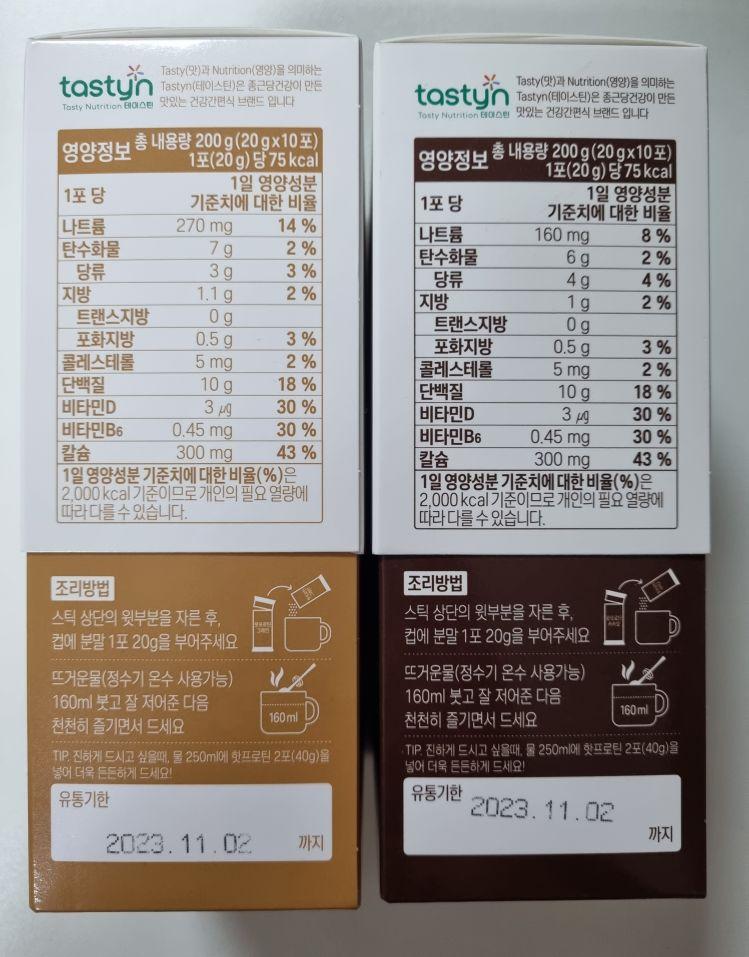 tastyn
Tasty Nutrition 테이스틴
Tasty(맛)과 Nutrition(영양)을 의미하는
Tastyn(테이스틴)은 종근당건강이 만든
맛있는 건강간편식 브랜드 입니다
영양정보
총 내용량 200 g(20 g x 10 포)
1포(20 g) 당 75 kcal
1포 당
1일 영양성분
기준치에 대한 비율
나트륨 270 mg 14 %
탄수화물 7 g 2 %
당류 3 g 3 %
지방 1.1 g 2 %
트랜스지방 0 g
포화지방 0.5 g 3 %
콜레스테롤 5 mg 2 %
단백질 10 g 18 %
비타민D 3 μg 30 %
비타민B6 0.45 mg 30 %
칼슘 300 mg 43 %
1일 영양성분 기준치에 대한 비율(%)은
2,000 kcal 기준이므로 개인의 필요 열량에
따라 다를 수 있습니다.
조리방법
스틱 상단의 윗부분을 자른 후,
컵에 분말 1포 20g을 부어주세요
뜨거운물(정수기 온수 사용가능)
160ml 붓고 잘 저어준 다음
천천히 즐기면서 드세요
160ml
TIP. 진하게 드시고 싶을때, 물 250ml에 핫프로틴 2포(40g)을
넣어 더욱 든든하게 드세요!
유통기한
2023.11.02
까지
tastyn
Tasty Nutrition 테이스틴
Tasty(맛)과 Nutrition(영양)을 의미하는
Tastyn(테이스틴)은 종근당건강이 만든
맛있는 건강간편식 브랜드 입니다
영양정보
총 내용량 200 g(20 g x 10 포)
1포(20 g) 당 75 kcal
1포 당
1일 영양성분
기준치에 대한 비율
나트륨 160 mg 8 %
탄수화물 6 g 2 %
당류 4 g 4 %
지방 1 g 2 %
트랜스지방 0 g
포화지방 0.5 g 3 %
콜레스테롤 5 mg 2 %
단백질 10 g 18 %
비타민D 3 μg 30 %
비타민B6 0.45 mg 30 %
칼슘 300 mg 43 %
1일 영양성분 기준치에 대한 비율(%)은
2,000 kcal 기준이므로 개인의 필요 열량에
따라 다를 수 있습니다.
조리방법
스틱 상단의 윗부분을 자른 후,
컵에 분말 1포 20g을 부어주세요
뜨거운물(정수기 온수 사용가능)
160ml 붓고 잘 저어준 다음
천천히 즐기면서 드세요
160ml
TIP. 진하게 드시고 싶을때, 물 250ml에 핫프로틴 2포(40g)을
넣어 더욱 든든하게 드세요!
유통기한
2023.11.02
까지